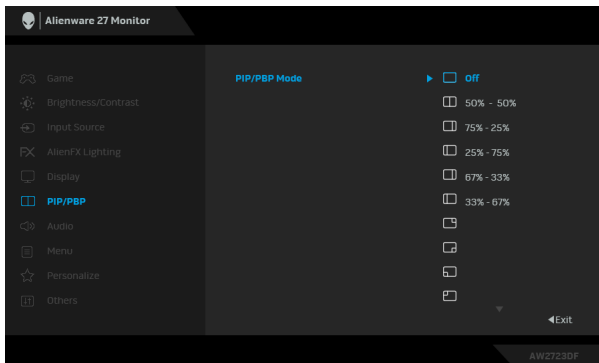 Alienware 27 Monitor
Game
Brightness/Contrast
Input Source
AlienFX Lighting
Display
PIP/PBP
Audio
Menu
Personalize
Others
PIP/PBP Mode
Off
50% - 50%
75% - 25%
25% - 75%
67% - 33%
33% - 67%
Exit
AW2723DF